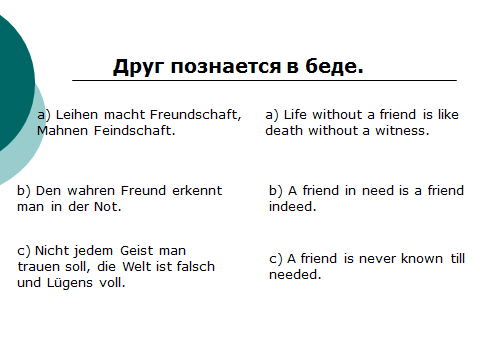 Друг познается в беде.
a) Leihen macht Freundschaft,
Mahnen Feindschaft.
b) Den wahren Freund erkennt
man in der Not.
c) Nicht jedem Geist man
trauen soll, die Welt ist falsch
und Lügens voll.
a) Life without a friend is like
death without a witness.
b) A friend in need is a friend
indeed.
c) A friend is never known till
needed.